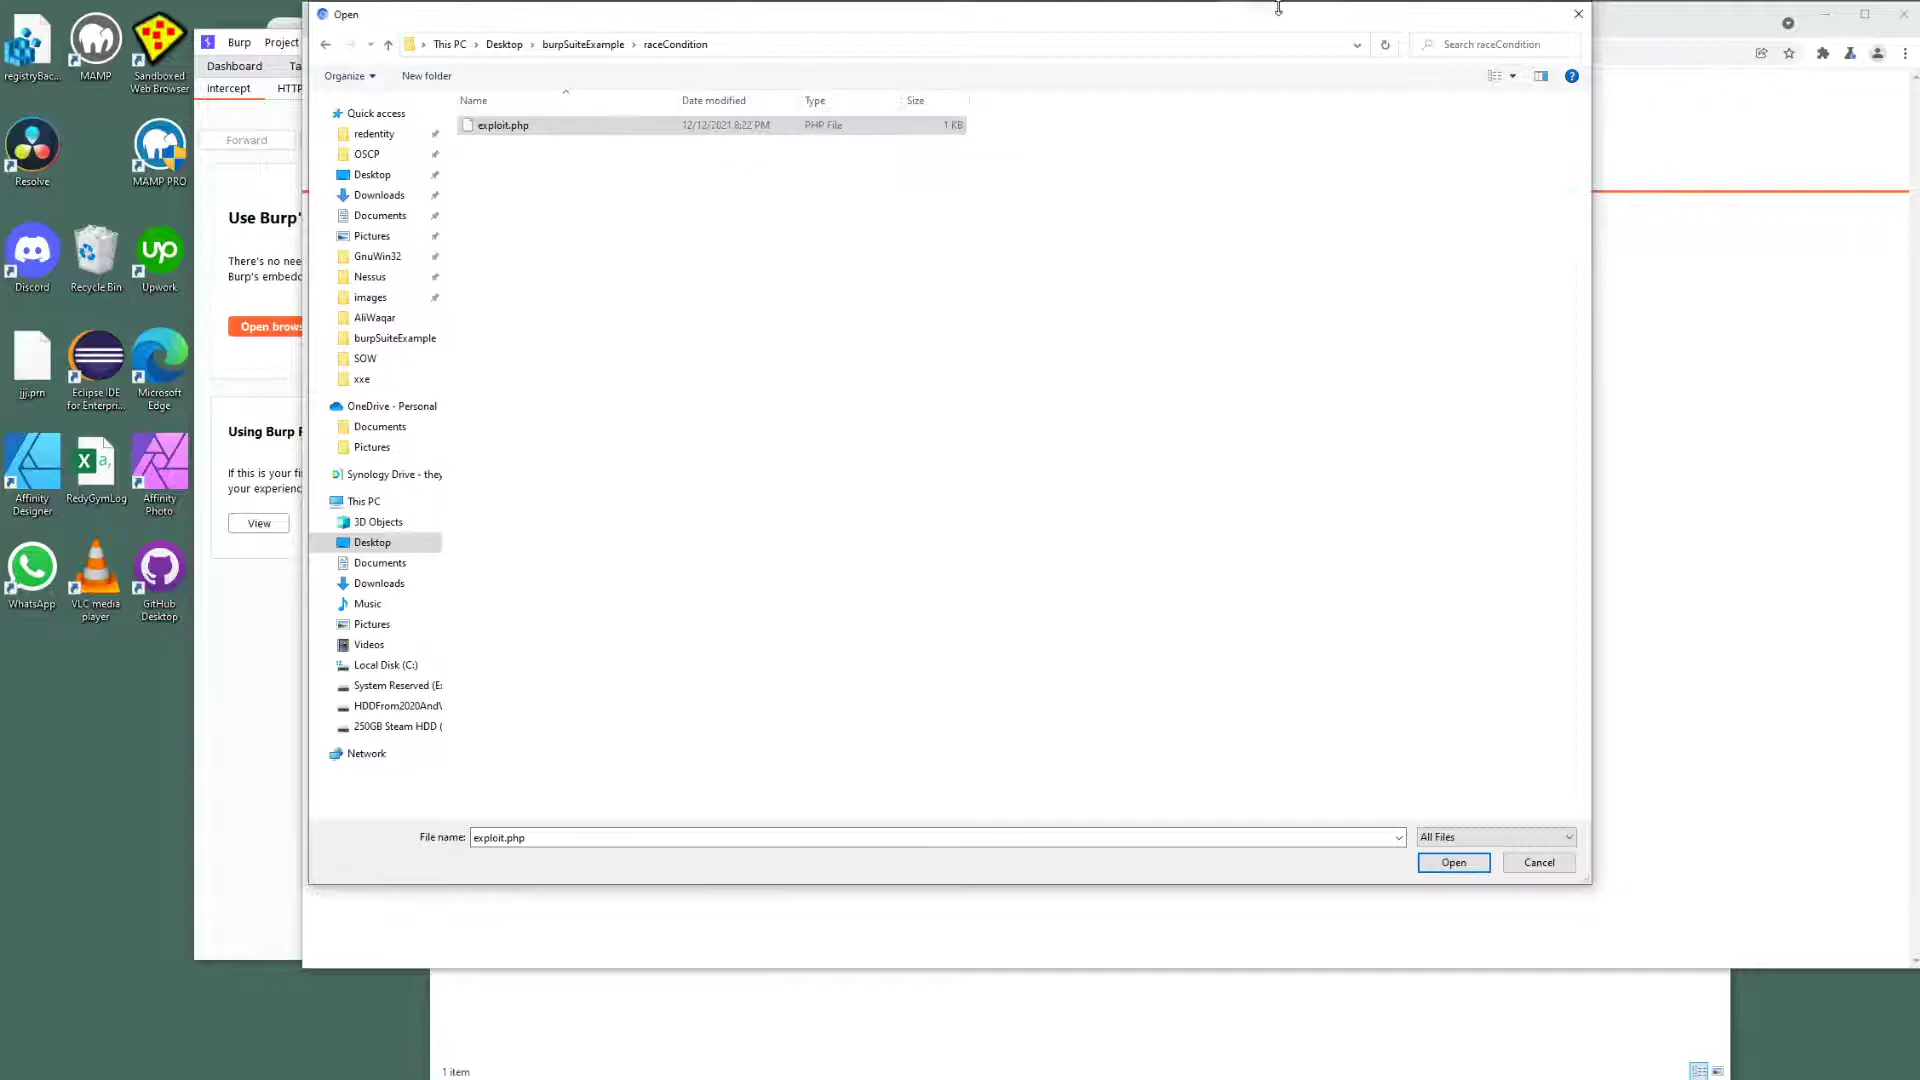 Open
This PC > Desktop > burpSuiteExample > raceCondition
Search raceCondition
Organize
New folder
Name
Date modified
Type
Size
exploit.php
12/12/2021 8:22 PM
PHP File
1 KB
Quick access
redentity
OSCP
Desktop
Downloads
Documents
Pictures
GnuWin32
Nessus
images
AliWaqar
burpSuiteExample
SOW
xxe
OneDrive - Personal
Documents
Pictures
Synology Drive - they
This PC
3D Objects
Desktop
Documents
Downloads
Music
Pictures
Videos
Local Disk (C:)
System Reserved (E:
HDDFrom2020And
250GB Steam HDD (
Network
File name:
exploit.php
All Files
Open
Cancel
Burp
Project
Dashboard
Ta
Intercept
HTTP
Forward
Use Burp'
There's no nee
Burp's embed
Open brows
Using Burp
If this is your fi
your experienc
View
registryBac...
MAMP
Sandboxed
Web Browser
Resolve
MAMP PRO
Discord
Recycle Bin
up
Upwork
jjj.prn
Eclipse IDE
for Enterpri...
Microsoft
Edge
X a,
Affinity
Designer
RedyGymLog
Affinity
Photo
WhatsApp
VLC media
player
GitHub
Desktop
1 item